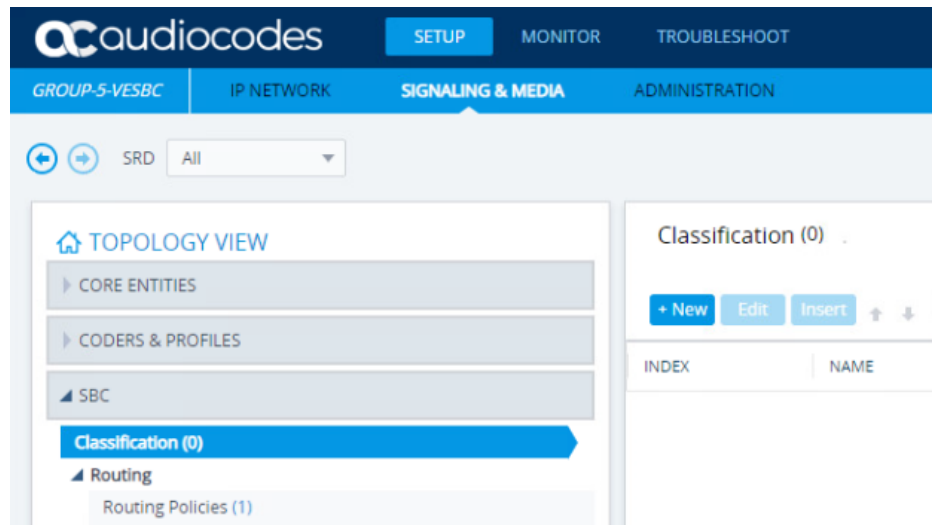 audiocodes SETUP MONITOR TROUBLESHOOT
GROUP-5-VESBC IP NETWORK SIGNALING & MEDIA ADMINISTRATION
SRD All
TOPOLOGY VIEW
CORE ENTITIES
CODERS & PROFILES
SBC
Classification (0)
Routing
Routing Policies (1)
Classification (0) .
+ New Edit Insert
INDEX NAME